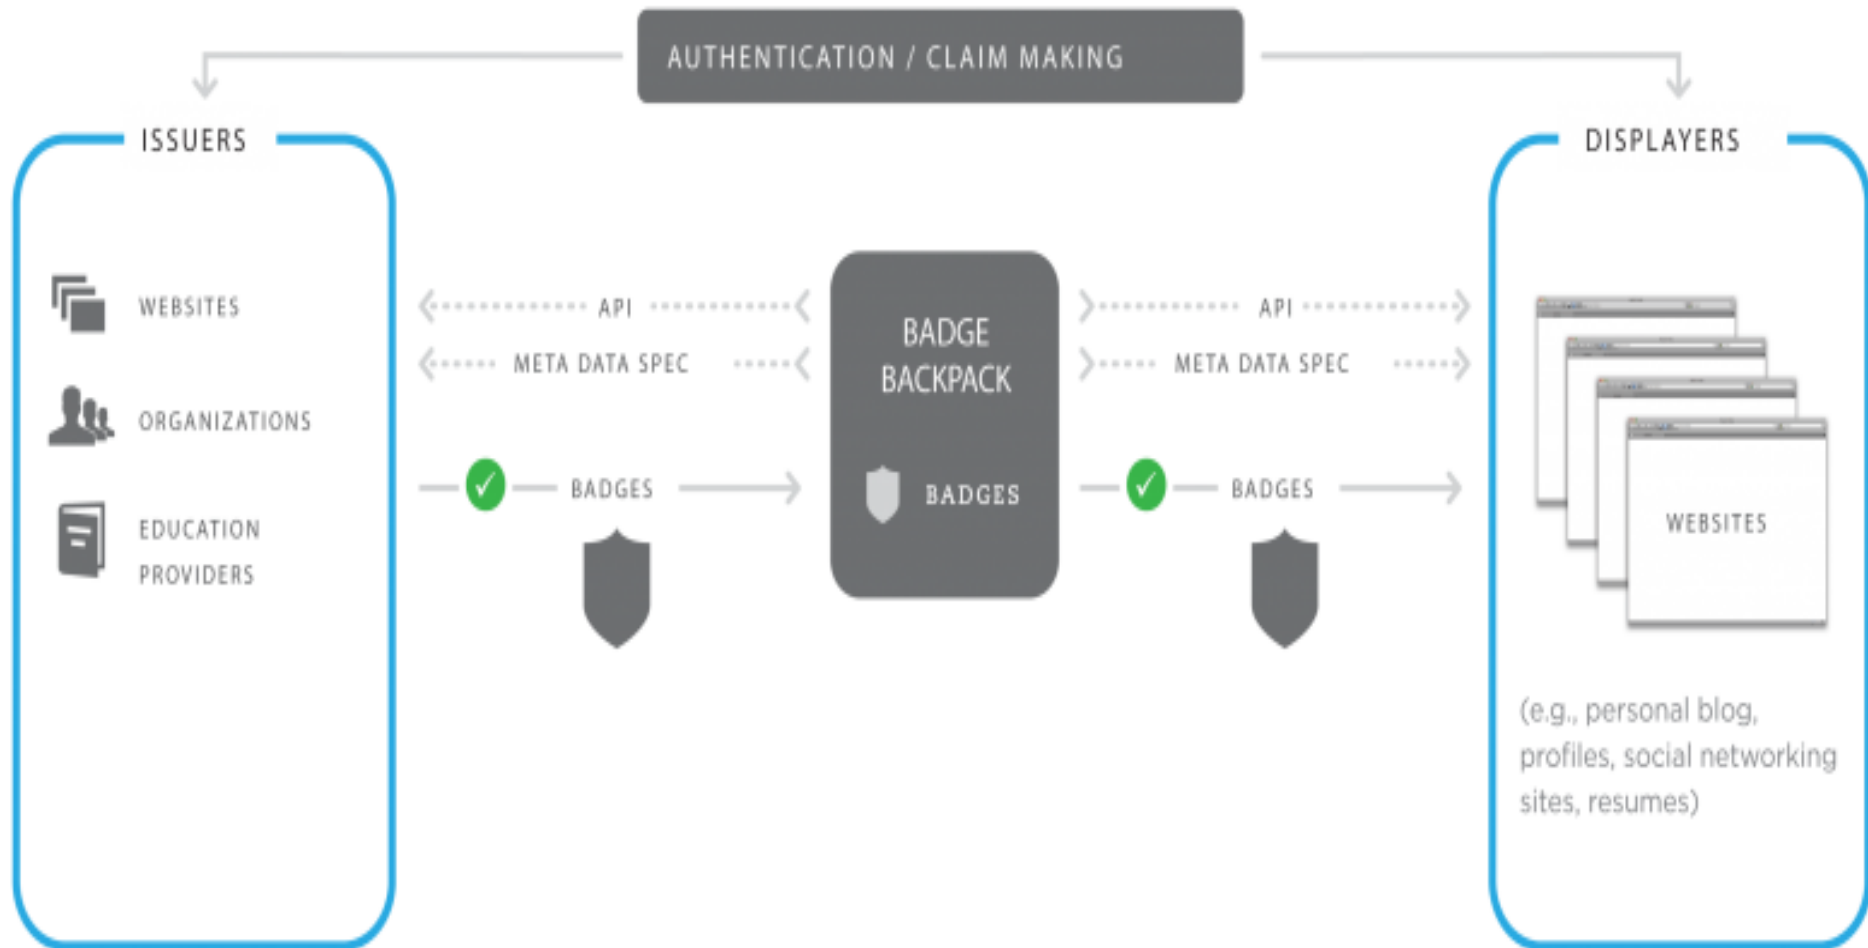 AUTHENTICATION / CLAIM MAKING
ISSUERS
WEBSITES
ORGANIZATIONS
EDUCATION
PROVIDERS
API
META DATA SPEC
BADGES
BADGE
BACKPACK
BADGES
API
META DATA SPEC
BADGES
DISPLAYERS
WEBSITES
(e.g., personal blog,
profiles, social networking
sites, resumes)